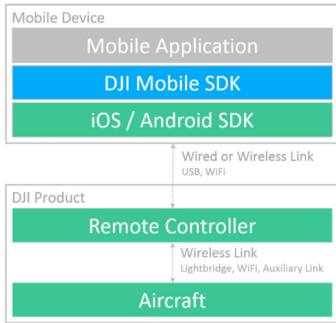 Mobile Device
Mobile Application
DJI Mobile SDK
iOS / Android SDK
Wired or Wireless Link
USB, WiFi
DJI Product
Remote Controller
Wireless Link
Lightbridge, WiFi, Auxiliary Link
Aircraft